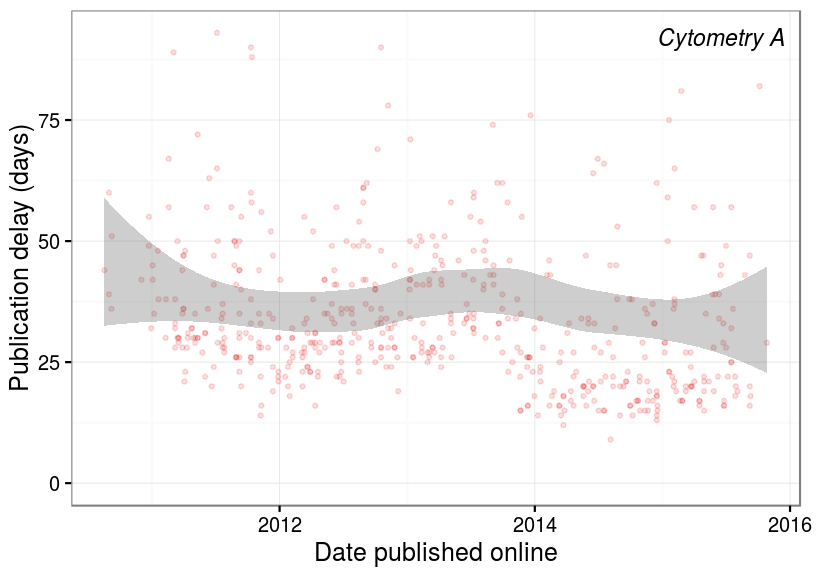 Cytometry A
Publication delay (days)
75
50
25
0
2012
2014
2016
Date published online